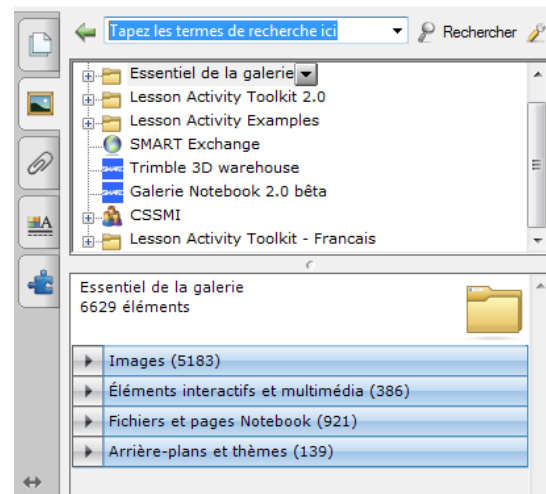 Tapez les termes de recherche ici
Rechercher
Essentiel de la galerie
Lesson Activity Toolkit 2.0
Lesson Activity Examples
SMART Exchange
Trimble 3D warehouse
Galerie Notebook 2.0 bêta
CSSMI
Lesson Activity Toolkit - Francais
Essentiel de la galerie
6629 éléments
Images (5183)
Éléments interactifs et multimédia (386)
Fichiers et pages Notebook (921)
Arrière-plans et thèmes (139)